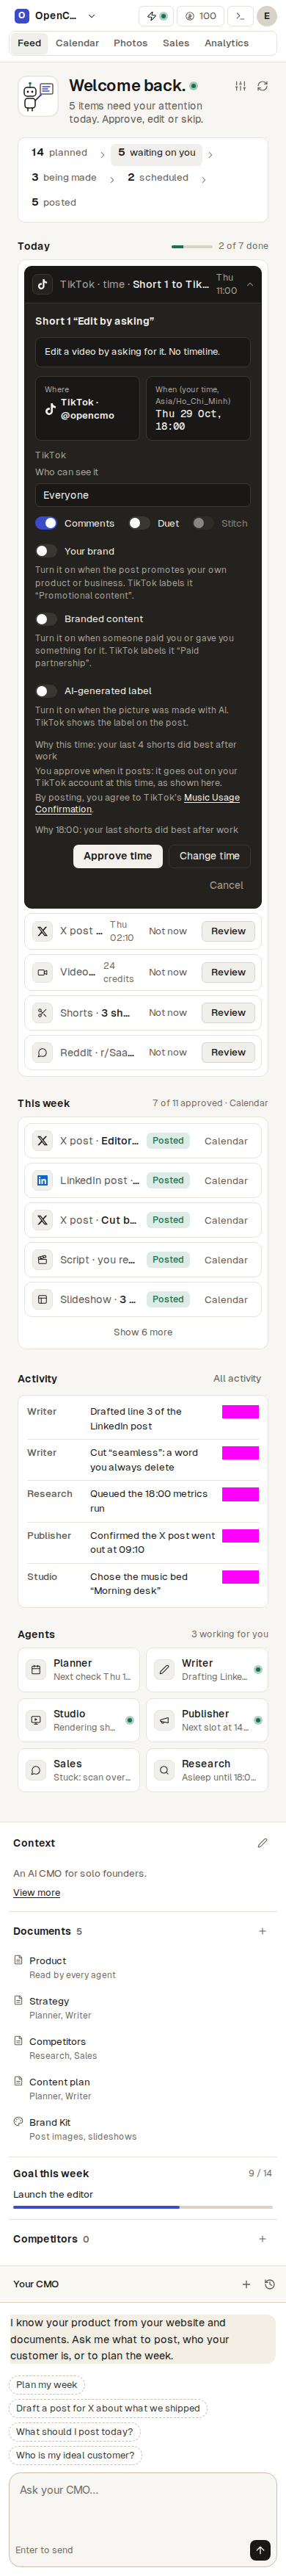 O OpenC...
100
E
Feed Calendar Photos Sales Analytics
Welcome back.
5 items need your attention
today. Approve, edit or skip.
14 planned
5 waiting on you
3 being made
2 scheduled
5 posted
Today
2 of 7 done
TikTok · time · Short 1 to Tik...
Thu
11:00
Short 1 “Edit by asking”
Edit a video by asking for it. No timeline.
Where
TikTok ·
@opencmo
When (your time,
Asia/Ho_Chi_Minh)
Thu 29 Oct,
18:00
TikTok
Who can see it
Everyone
Comments
Duet
Stitch
Your brand
Turn it on when the post promotes your own
product or business. TikTok labels it
“Promotional content”.
Branded content
Turn it on when someone paid you or gave you
something for it. TikTok labels it “Paid
partnership”.
AI-generated label
Turn it on when the picture was made with AI.
TikTok shows the label on the post.
Why this time: your last 4 shorts did best after
work
You approve when it posts: it goes out on your
TikTok account at this time, as shown here.
By posting, you agree to TikTok's Music Usage
Confirmation.
Why 18:00: your last shorts did best after work
Approve time
Change time
Cancel
X post ...
Thu
02:10
Not now
Review
Video...
24
credits
Not now
Review
Shorts · 3 sh...
Not now
Review
Reddit · r/Saa...
Not now
Review
This week
7 of 11 approved · Calendar
X post · Editor...
Posted
Calendar
LinkedIn post ·...
Posted
Calendar
X post · Cut b...
Posted
Calendar
Script · you re...
Posted
Calendar
Slideshow · 3 ...
Posted
Calendar
Show 6 more
Activity
All activity
Writer
Drafted line 3 of the
LinkedIn post
Writer
Cut “seamless”: a word
you always delete
Research
Queued the 18:00 metrics
run
Publisher
Confirmed the X post went
out at 09:10
Studio
Chose the music bed
“Morning desk”
Agents
3 working for you
Planner
Next check Thu 1...
Writer
Drafting Linke...
Studio
Rendering sh...
Publisher
Next slot at 14...
Sales
Stuck: scan over...
Research
Asleep until 18:0...
Context
An AI CMO for solo founders.
View more
Documents 5
Product
Read by every agent
Strategy
Planner, Writer
Competitors
Research, Sales
Content plan
Planner, Writer
Brand Kit
Post images, slideshows
Goal this week
9 / 14
Launch the editor
Competitors 0
Your CMO
I know your product from your website and
documents. Ask me what to post, who your
customer is, or to plan the week.
Plan my week
Draft a post for X about what we shipped
What should I post today?
Who is my ideal customer?
Ask your CMO...
Enter to send